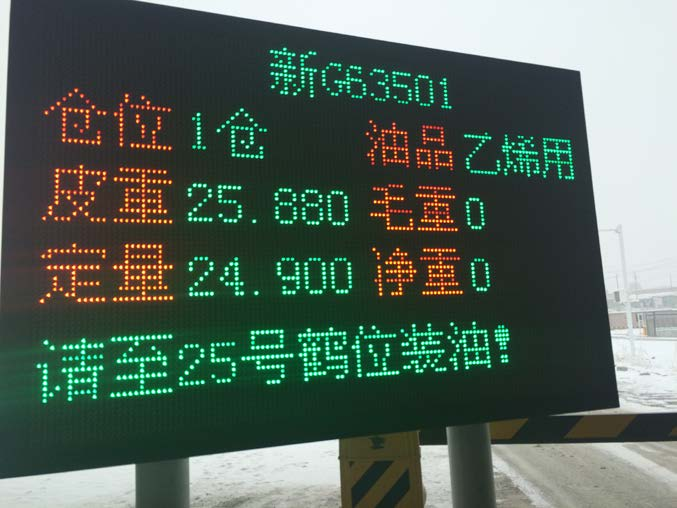 新G63501
仓位 1仓 油品 乙烯用
皮重 25.880 毛重 0
定量 24.900 净重 0
请至25号鹤位装油!